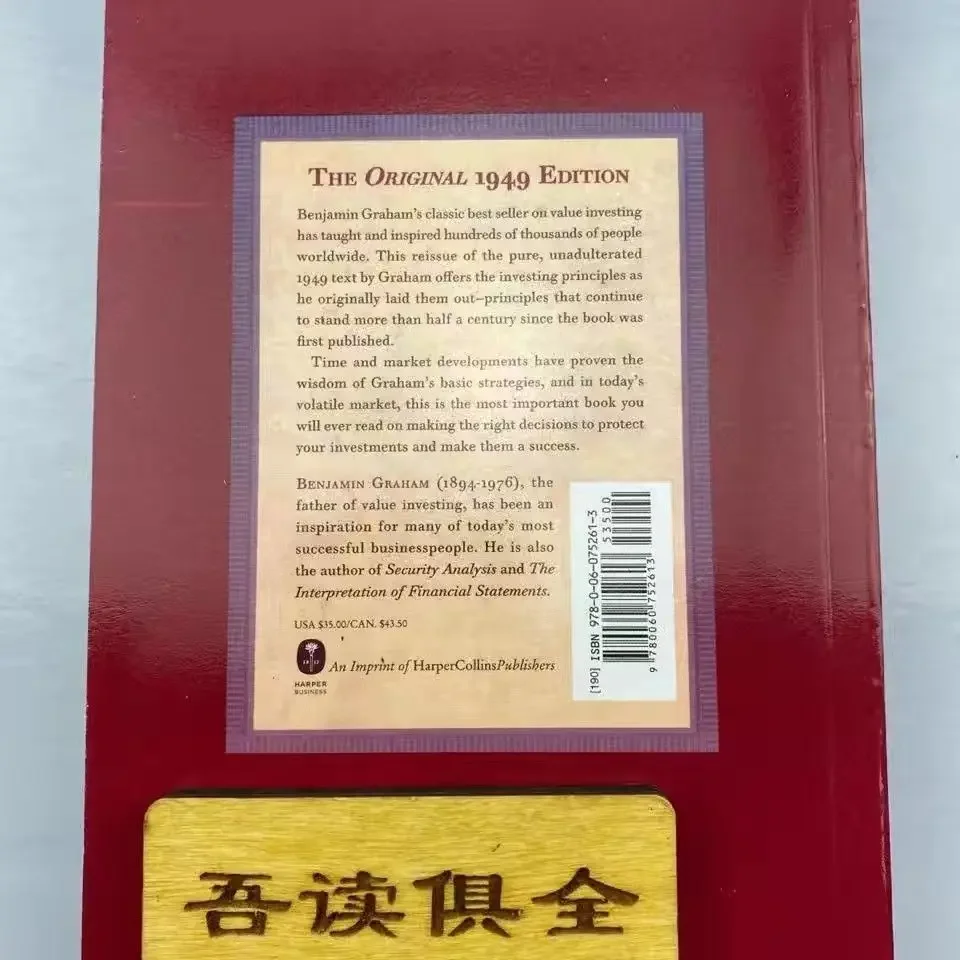 THE ORIGINAL 1949 EDITION
Benjamin Graham's classic best seller on value investing
has taught and inspired hundreds of thousands of people
worldwide. This reissue of the pure, unadulterated
1949 text by Graham offers the investing principles as
he originally laid them out–principles that continue
to stand more than half a century since the book was
first published.
Time and market developments have proven the
wisdom of Graham's basic strategies, and in today's
volatile market, this is the most important book you
will ever read on making the right decisions to protect
your investments and make them a success.
BENJAMIN GRAHAM (1894-1976), the
father of value investing, has been an
inspiration for many of today's most
successful businesspeople. He is also
the author of Security Analysis and The
Interpretation of Financial Statements.
USA $35.00/CAN. $43.50
1817
HARPER
BUSINESS
An Imprint of HarperCollinsPublishers
[190] ISBN 978-0-06-075261-3
53500
9 780060 752613
吾读俱全